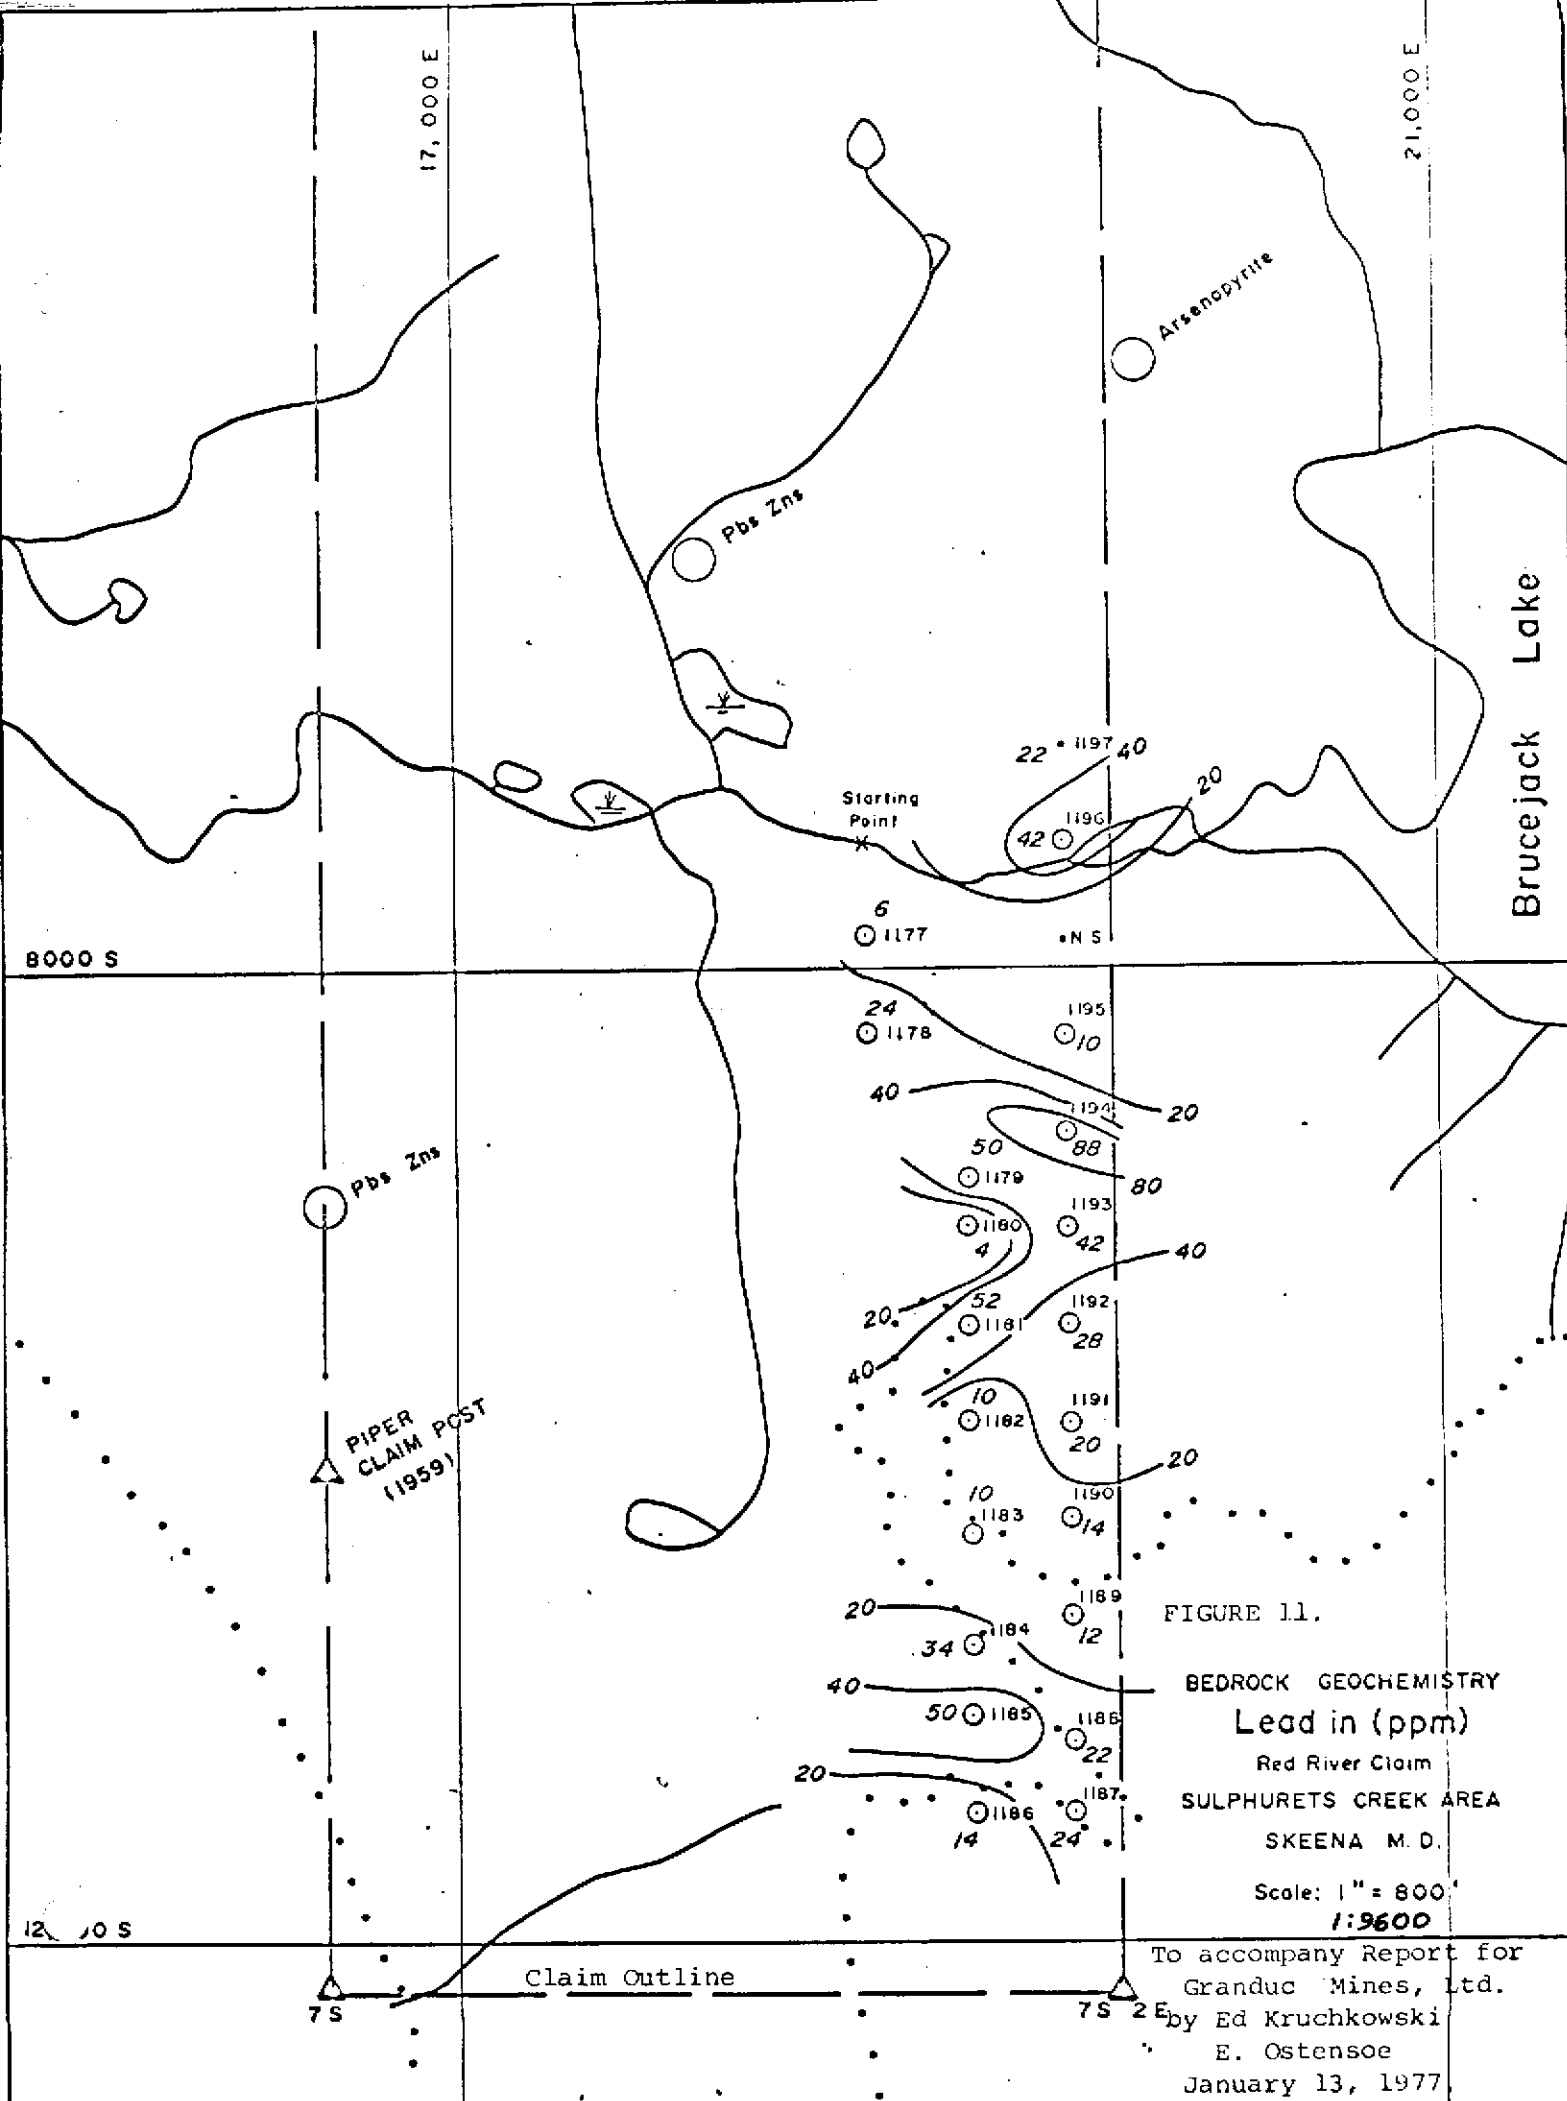 17,000 E
21,000 E
Arsenopyrite
Pbs Zns
Brucejack Lake
22 1197 40
20
Starting
Point
1196
42
6
1177
N S
8000 S
24
1178
1195
10
40
20
1194
88
50
1179
80
Pbs Zns
1180
4
1193
42
40
20
52
1181
1192
28
40
PIPER
CLAIM POST
(1959)
10
1182
1191
20
20
10
1183
1190
14
20
1184
34
1189
12
FIGURE 11.
40
50 1185
1188
22
20
1186
14
1187
24
BEDROCK GEOCHEMISTRY
Lead in (ppm)
Red River Claim
SULPHURETS CREEK AREA
SKEENA M. D.
Scale: 1" = 800'
1:9600
0 S
Claim Outline
7 S
7 S 2 E
To accompany Report for
Granduc Mines, Ltd.
by Ed Kruchkowski
E. Ostensoe
January 13, 1977